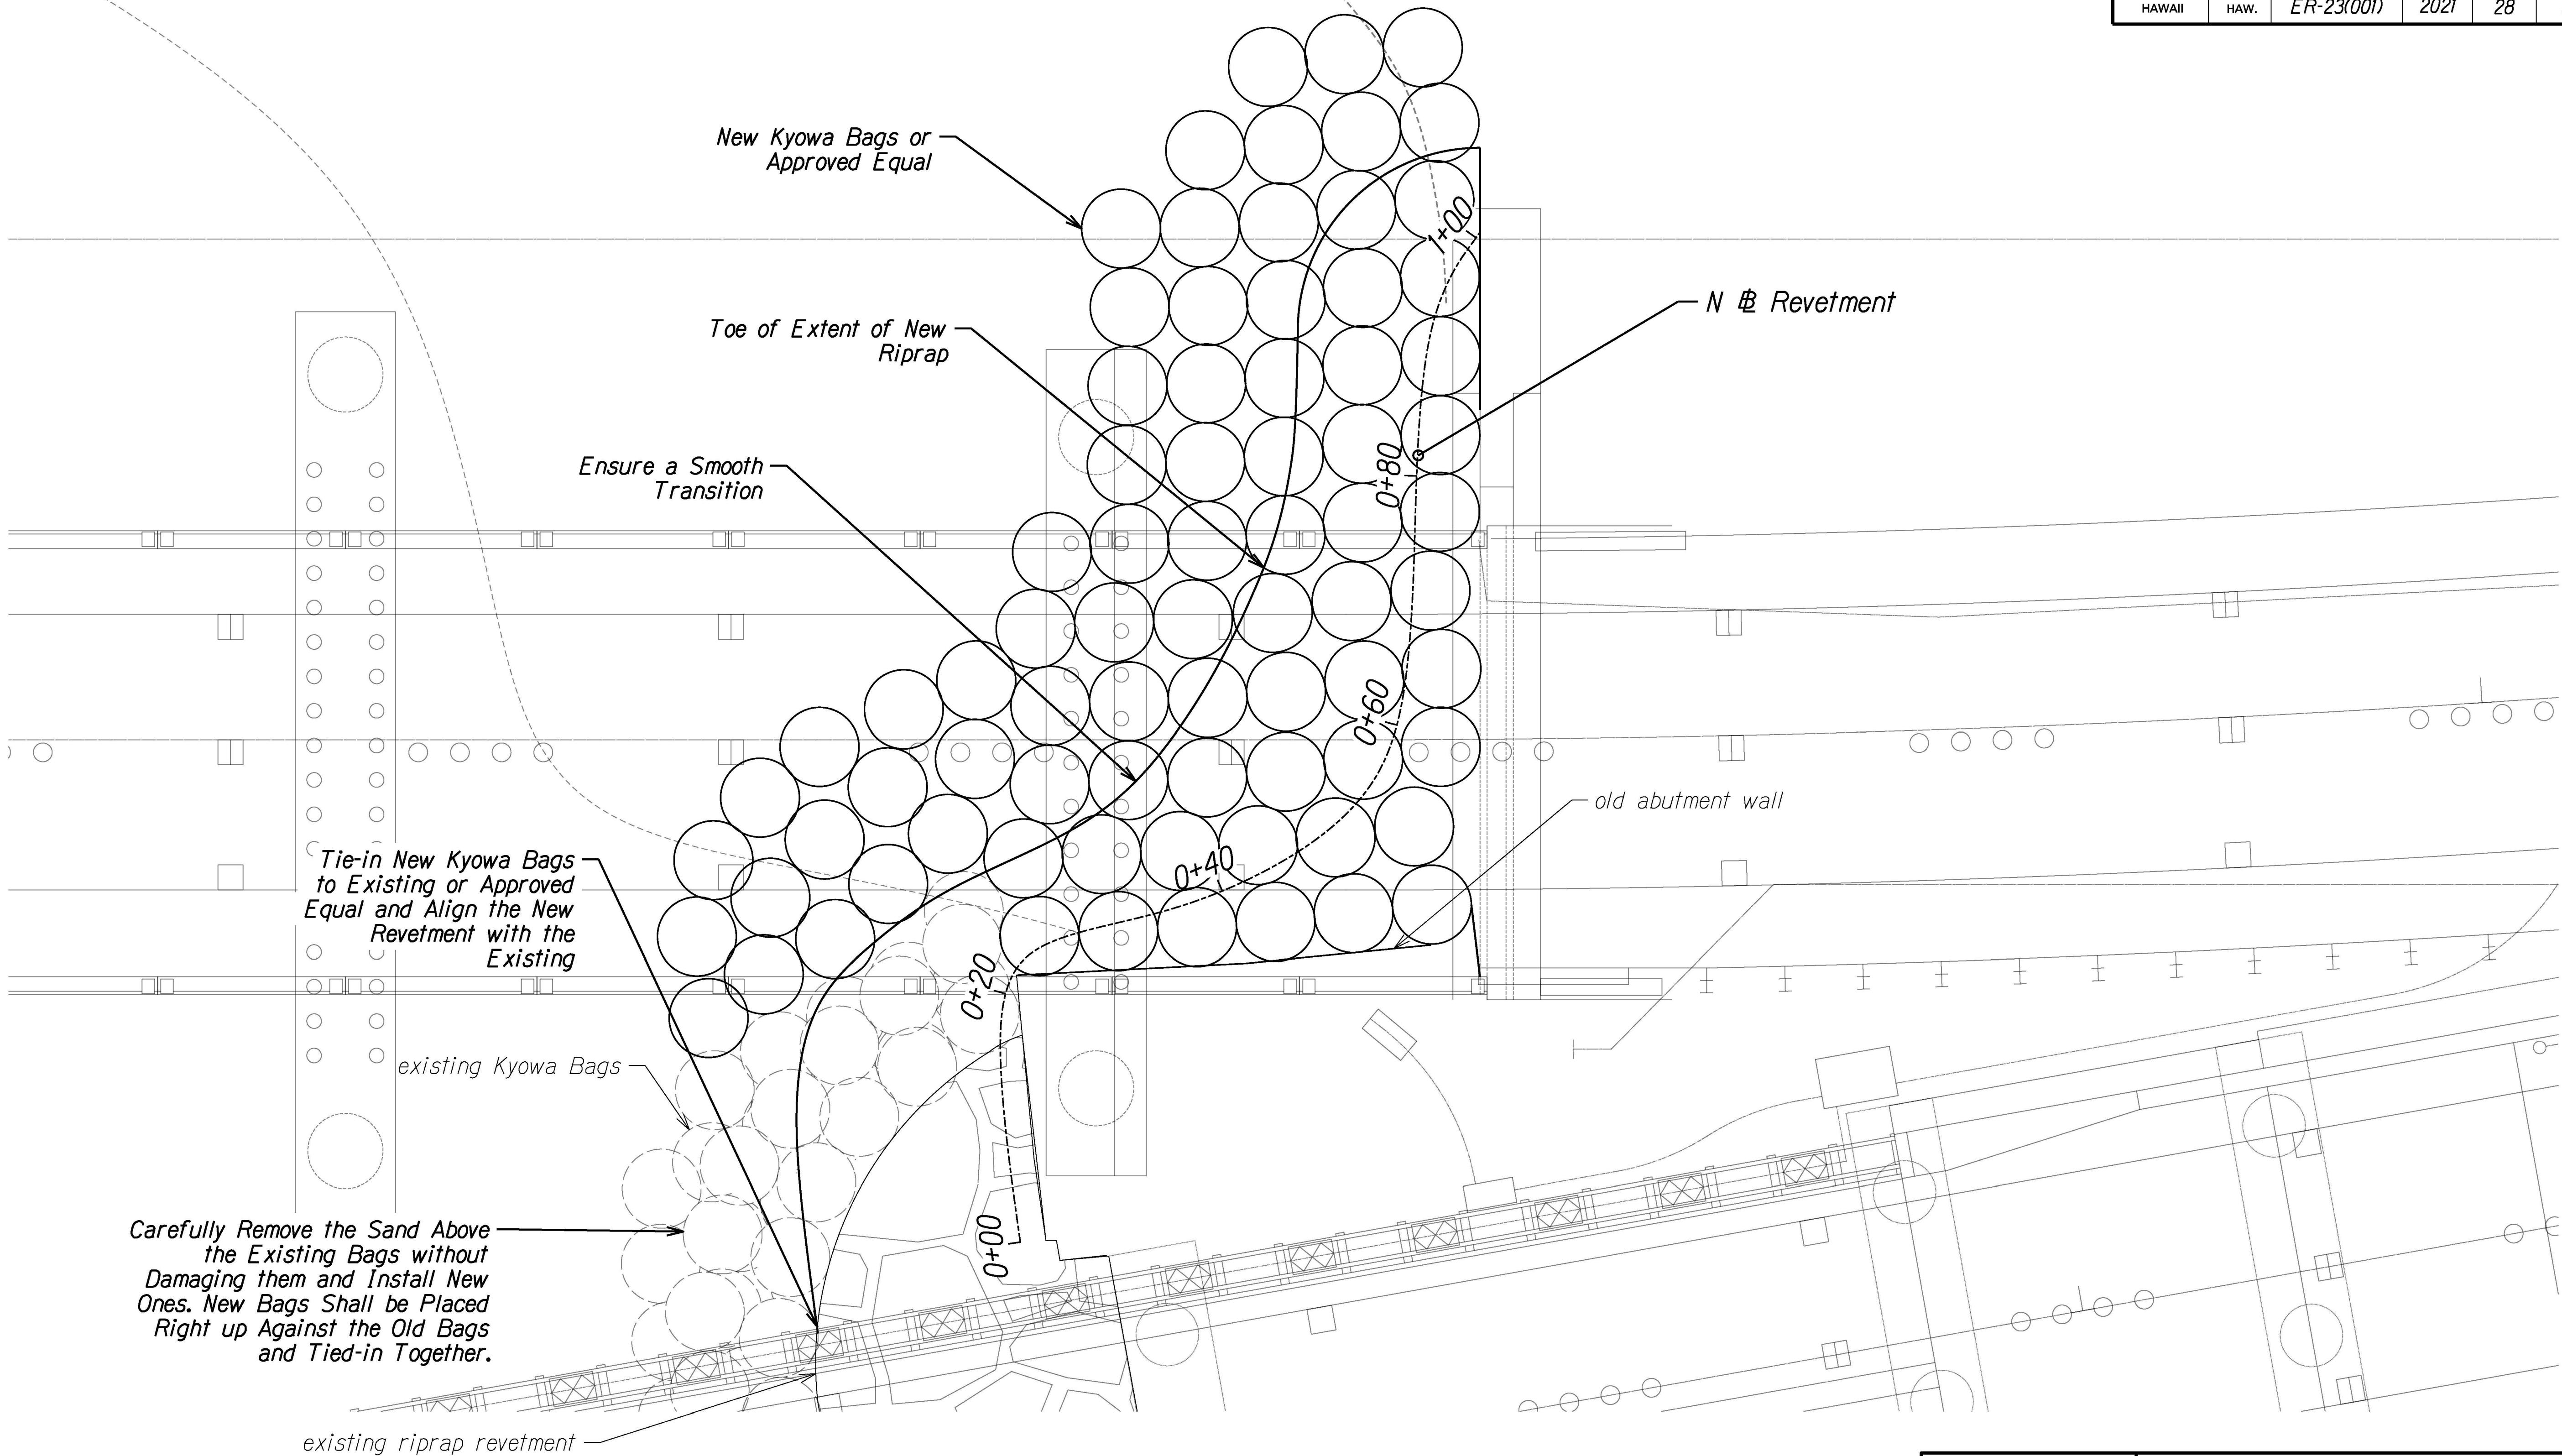 HAWAII HAW. ER-23(001) 2021 28
New Kyowa Bags or
Approved Equal
1+00
N ⅊ Revetment
Toe of Extent of New
Riprap
0+80
Ensure a Smooth
Transition
0+60
old abutment wall
0+40
Tie-in New Kyowa Bags
to Existing or Approved
Equal and Align the New
Revetment with the
Existing
0+20
existing Kyowa Bags
0+00
Carefully Remove the Sand Above
the Existing Bags without
Damaging them and Install New
Ones. New Bags Shall be Placed
Right up Against the Old Bags
and Tied-in Together.
existing riprap revetment